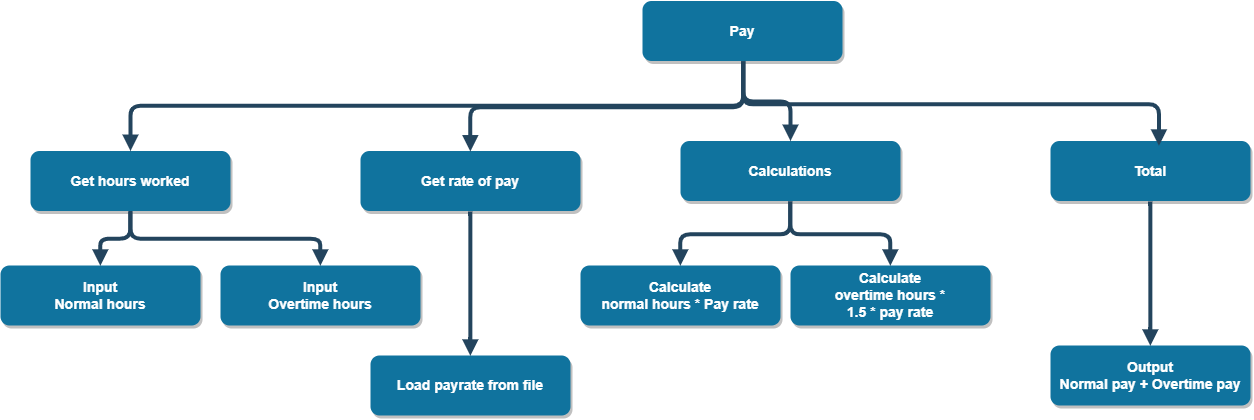 Pay
Get hours worked
Get rate of pay
Calculations
Total
Input
Normal hours
Input
Overtime hours
Calculate
normal hours * Pay rate
Calculate
overtime hours *
1.5 * pay rate
Load payrate from file
Output
Normal pay + Overtime pay